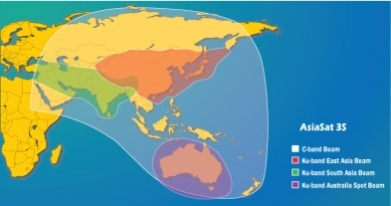 AsiaSat 3S
C-band Beam
Ku-band East Asia Beam
Ku-band South Asia Beam
Ku-band Australia Spot Beam